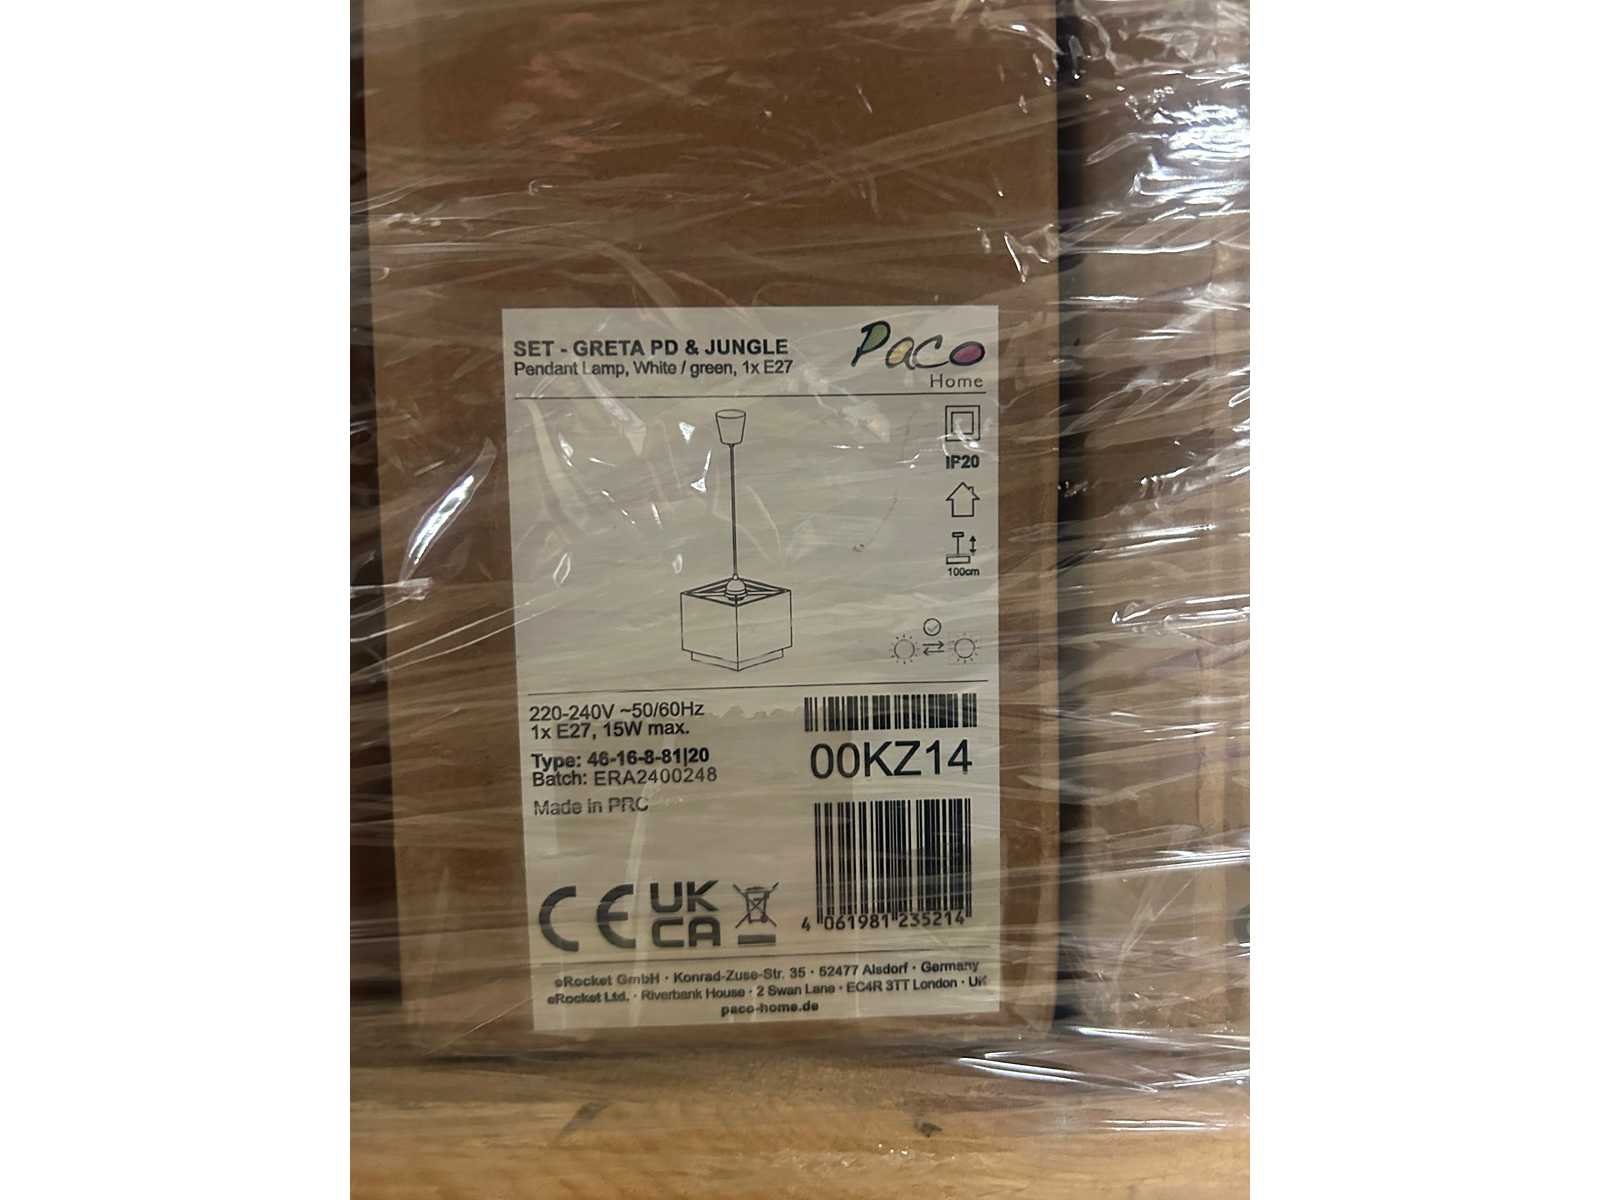 SET - GRETA PD & JUNGLE
Pendant Lamp, White / green, 1x E27
Paco
Home
IP20
100cm
220-240V ~50/60Hz
1x E27, 15W max.
Type: 46-16-8-81|20
Batch: ERA2400248
Made in PRC
00KZ14
4 061981 235214
CE UK
CA
eRocket GmbH · Konrad-Zuse-Str. 35 · 52477 Alsdorf · Germany
eRocket Ltd. · Riverbank House · 2 Swan Lane · EC4R 3TT London · UK
paco-home.de